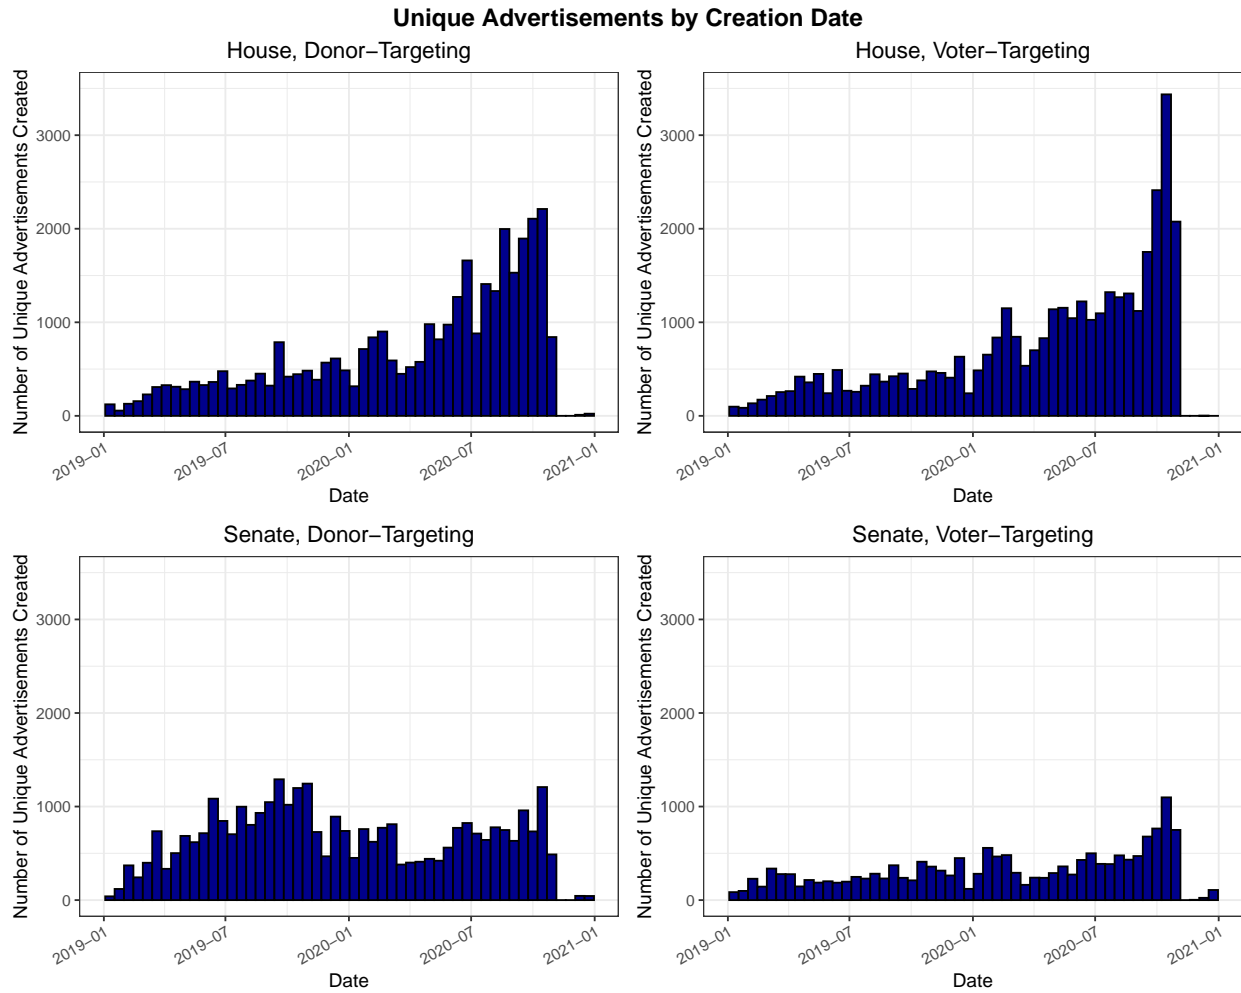 Unique Advertisements by Creation Date
House, Donor−Targeting
Number of Unique Advertisements Created
3000
2000
1000
0
2019−01
2019−07
2020−01
2020−07
2021−01
Date
House, Voter−Targeting
Number of Unique Advertisements Created
3000
2000
1000
0
2019−01
2019−07
2020−01
2020−07
2021−01
Date
Senate, Donor−Targeting
Number of Unique Advertisements Created
3000
2000
1000
0
2019−01
2019−07
2020−01
2020−07
2021−01
Date
Senate, Voter−Targeting
Number of Unique Advertisements Created
3000
2000
1000
0
2019−01
2019−07
2020−01
2020−07
2021−01
Date